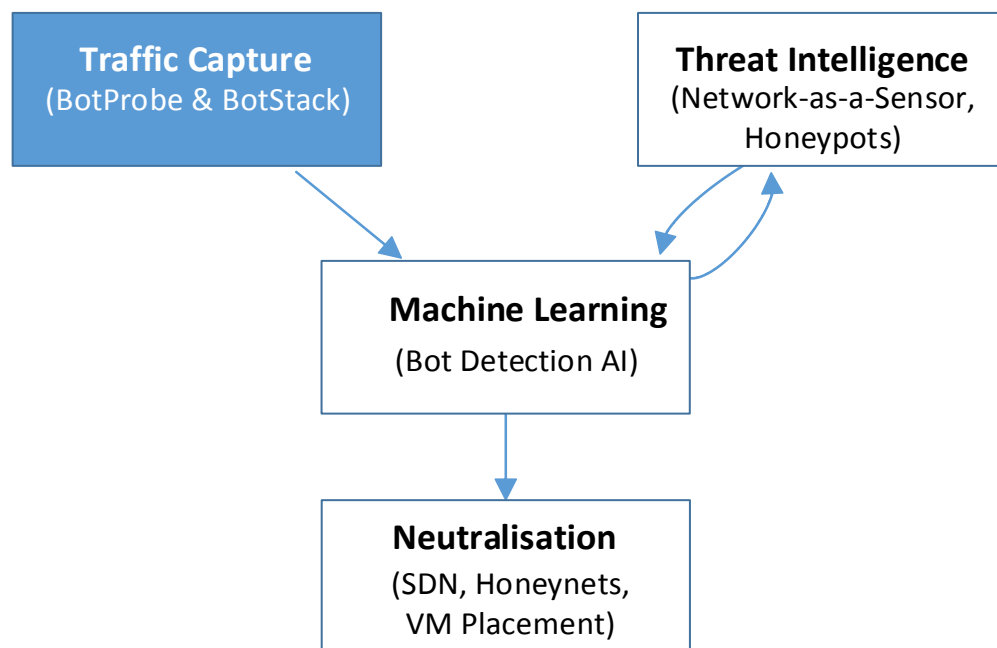 Traffic Capture
(BotProbe & BotStack)
Threat Intelligence
(Network-as-a-Sensor,
Honeypots)
Machine Learning
(Bot Detection AI)
Neutralisation
(SDN, Honeynets,
VM Placement)